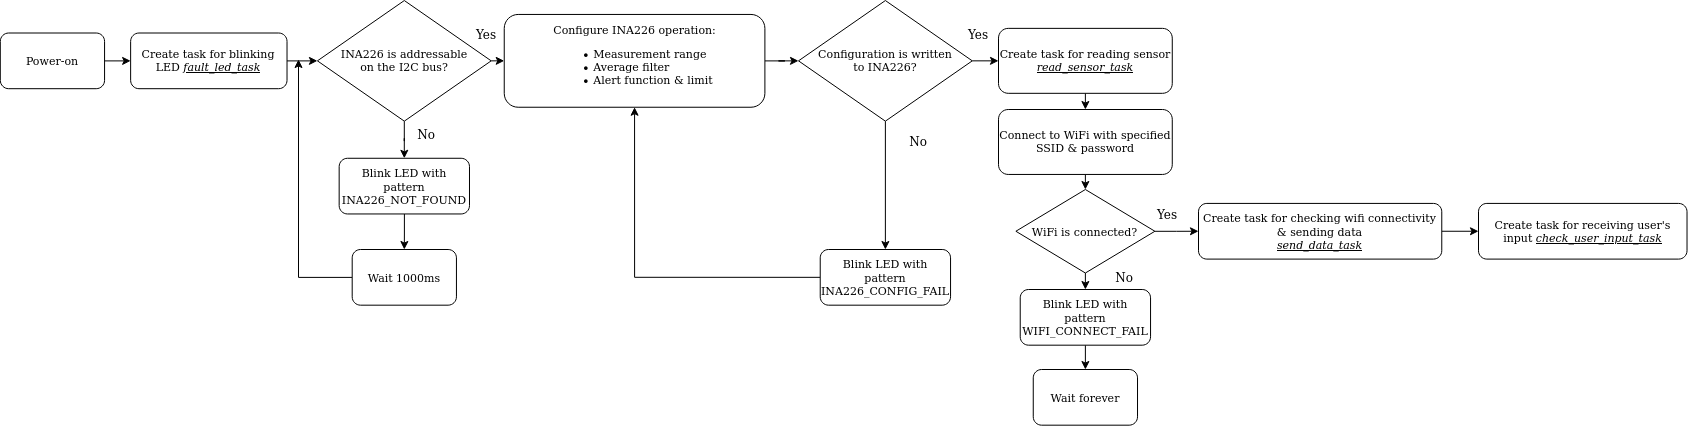 Power-on
Create task for blinking
LED fault_led_task
INA226 is addressable
on the I2C bus?
Yes
No
Blink LED with
pattern
INA226_NOT_FOUND
Wait 1000ms
Configure INA226 operation:
• Measurement range
• Average filter
• Alert function & limit
Configuration is written
to INA226?
Yes
No
Blink LED with
pattern
INA226_CONFIG_FAIL
Create task for reading sensor
read_sensor_task
Connect to WiFi with specified
SSID & password
WiFi is connected?
Yes
No
Blink LED with
pattern
WIFI_CONNECT_FAIL
Wait forever
Create task for checking wifi connectivity
& sending data
send_data_task
Create task for receiving user's
input check_user_input_task